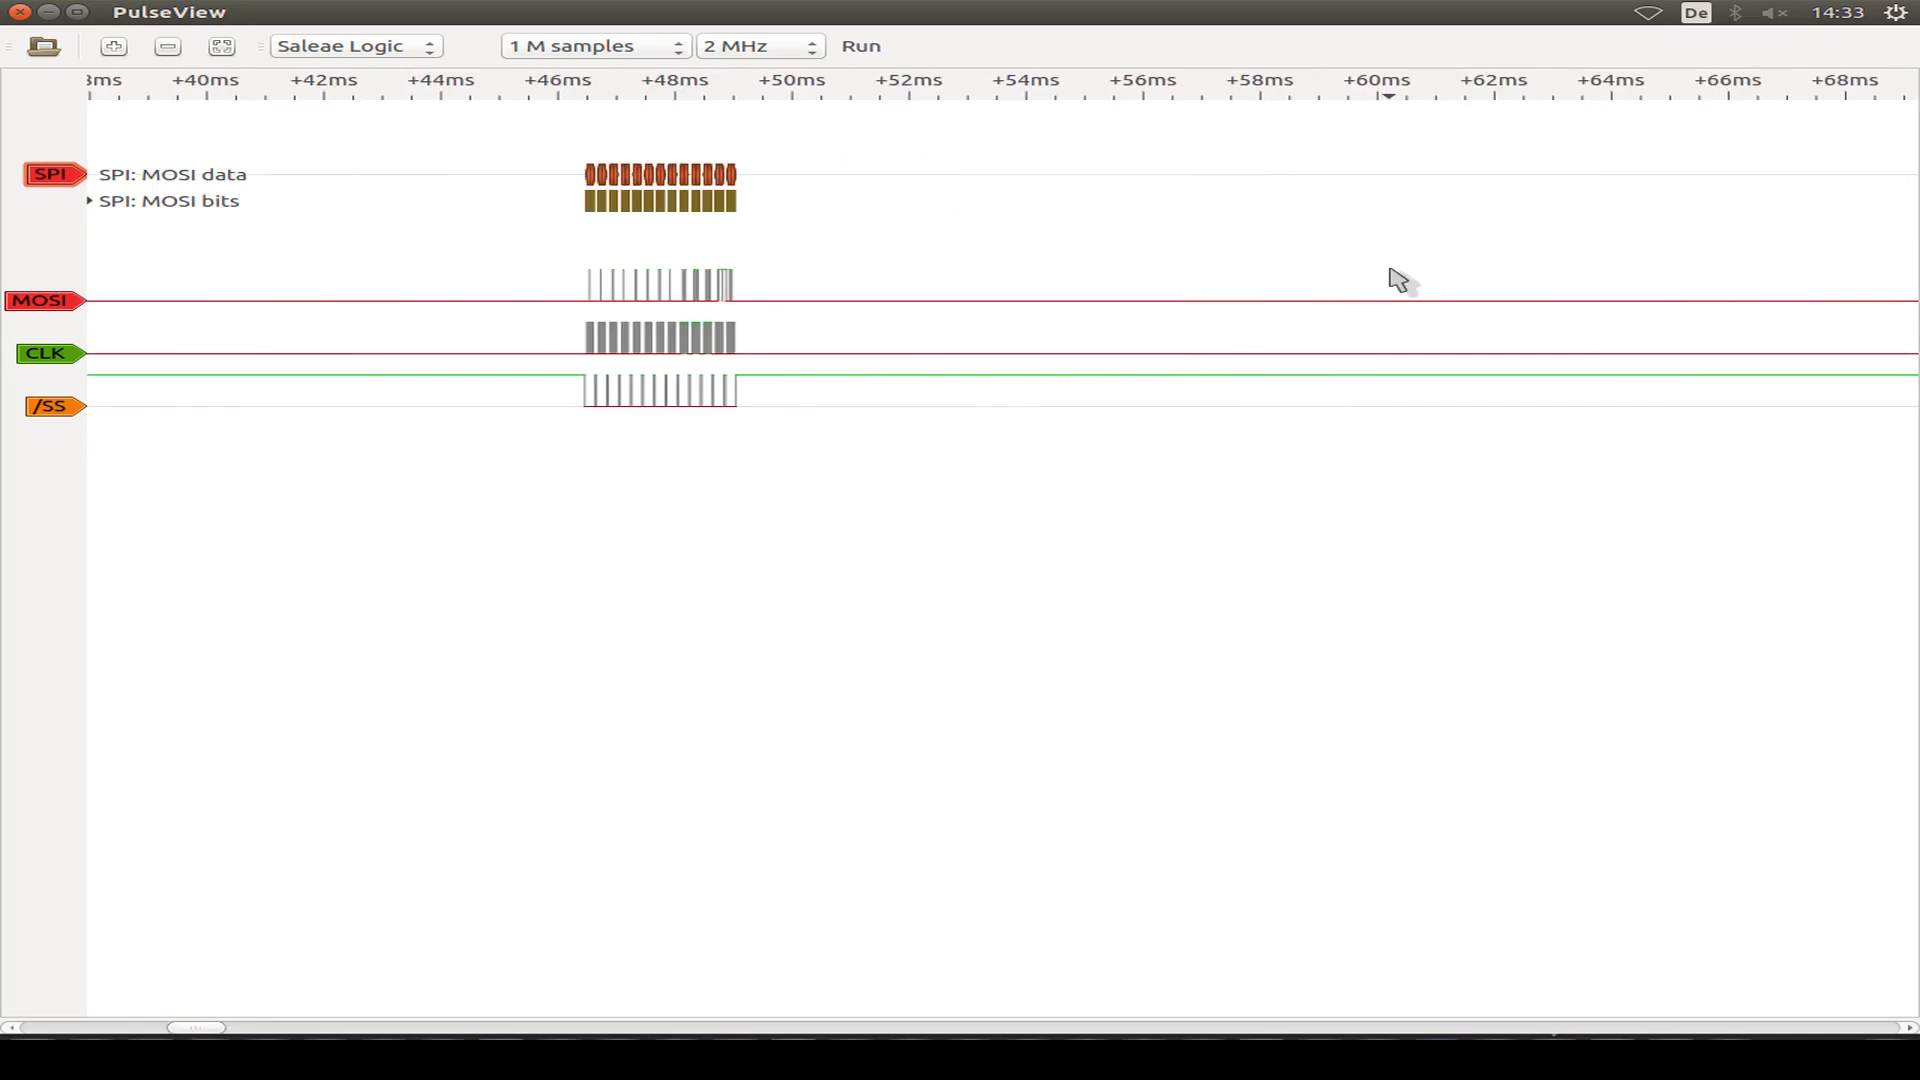 PulseView
De
14:33
Saleae Logic
1 M samples
2 MHz
Run
3ms +40ms +42ms +44ms +46ms +48ms +50ms +52ms +54ms +56ms +58ms +60ms +62ms +64ms +66ms +68ms
SPI SPI: MOSI data
SPI: MOSI bits
MOSI
CLK
/SS